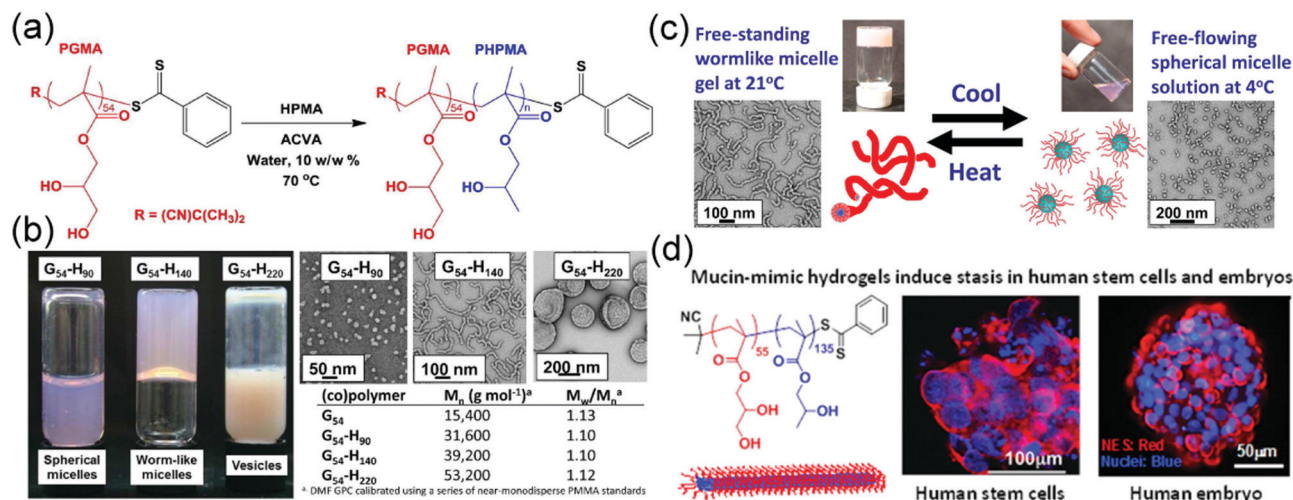 (a)
PGMA
R
54
S
S
O
O
HO
HO
HPMA
ACVA
Water, 10 w/w %
70 °C
R = (CN)C(CH3)2
PGMA
PHPMA
R
54
n
S
S
O
O
O
O
HO
HO
HO
(b)
G54-H90
G54-H140
G54-H220
Spherical
micelles
Worm-like
micelles
Vesicles
G54-H90
G54-H140
G54-H220
50 nm
100 nm
200 nm
(co)polymer Mn (g mol-1)a Mw/Mna
G54 15,400 1.13
G54-H90 31,600 1.10
G54-H140 39,200 1.10
G54-H220 53,200 1.12
a. DMF GPC calibrated using a series of near-monodisperse PMMA standards
(c)
Free-standing
wormlike micelle
gel at 21°C
100 nm
Cool
Heat
Free-flowing
spherical micelle
solution at 4°C
200 nm
(d)
Mucin-mimic hydrogels induce stasis in human stem cells and embryos
NC
55
135
S
S
O
O
O
O
OH
OH
OH
100µm
Human stem cells
NES: Red
Nuclei: Blue
50µm
Human embryo